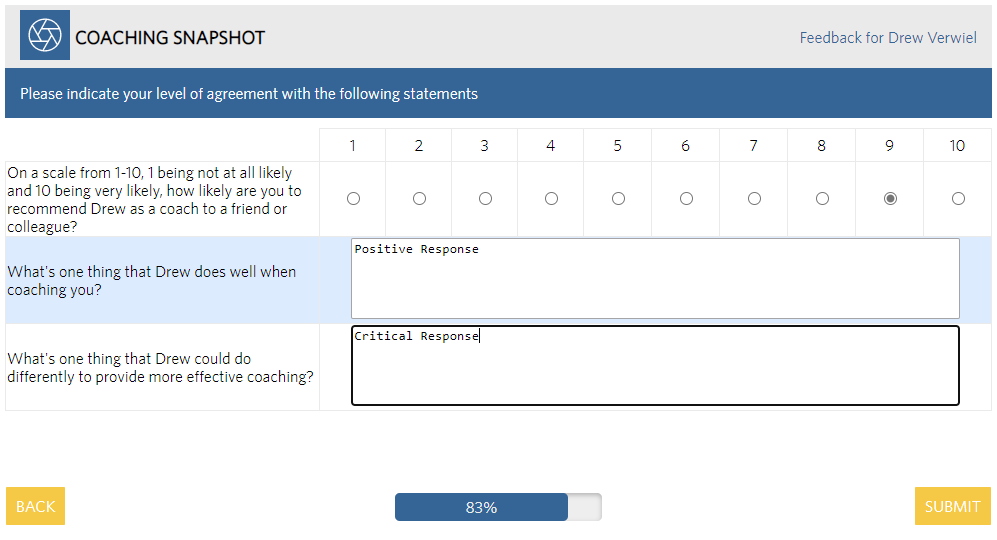 COACHING SNAPSHOT
Feedback for Drew Verwiel
Please indicate your level of agreement with the following statements
1 2 3 4 5 6 7 8 9 10
On a scale from 1-10, 1 being not at all likely
and 10 being very likely, how likely are you to
recommend Drew as a coach to a friend or
colleague?
What's one thing that Drew does well when
coaching you?
Positive Response
What's one thing that Drew could do
differently to provide more effective coaching?
Critical Response
BACK
83%
SUBMIT